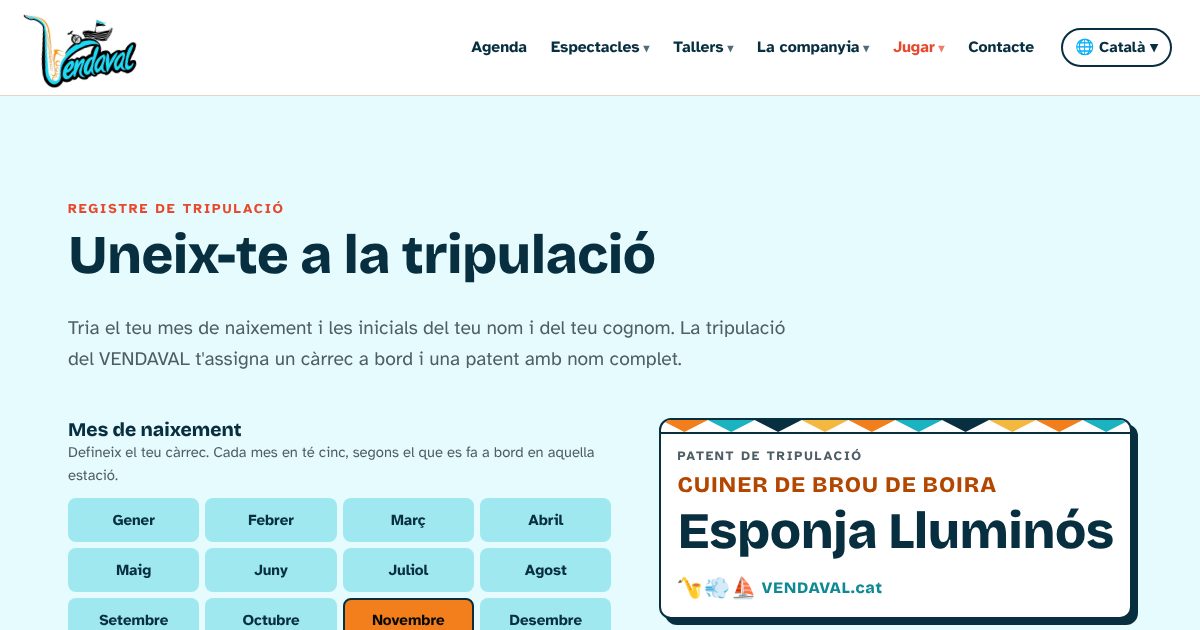 Vendaval
Agenda
Espectacles ▾
Tallers ▾
La companyia ▾
Jugar ▾
Contacte
Català ▾
REGISTRE DE TRIPULACIÓ
Uneix-te a la tripulació
Tria el teu mes de naixement i les inicials del teu nom i del teu cognom. La tripulació
del VENDAVAL t'assigna un càrrec a bord i una patent amb nom complet.
Mes de naixement
Defineix el teu càrrec. Cada mes en té cinc, segons el que es fa a bord en aquella
estació.
Gener
Febrer
Març
Abril
Maig
Juny
Juliol
Agost
Setembre
Octubre
Novembre
Desembre
PATENT DE TRIPULACIÓ
CUINER DE BROU DE BOIRA
Esponja Lluminós
VENDAVAL.cat